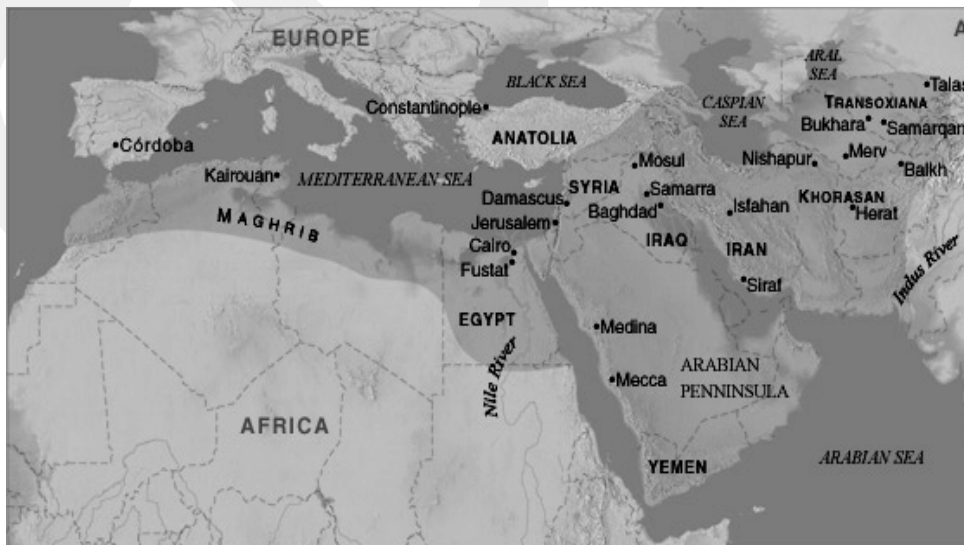 EUROPE
A
ARAL
SEA
BLACK SEA
Talas
CASPIAN
SEA
TRANSOXIANA
Constantinople
Bukhara
Samarqan
ANATOLIA
Córdoba
Mosul
Nishapur
Merv
Balkh
Kairouan
MEDITERRANEAN SEA
SYRIA
Samarra
KHORASAN
Damascus
Baghdad
Isfahan
Herat
MAGHRIB
Jerusalem
IRAQ
IRAN
Cairo
Fustat
Siraf
Indus River
EGYPT
Medina
Nile River
Mecca
ARABIAN
PENNINSULA
AFRICA
YEMEN
ARABIAN SEA